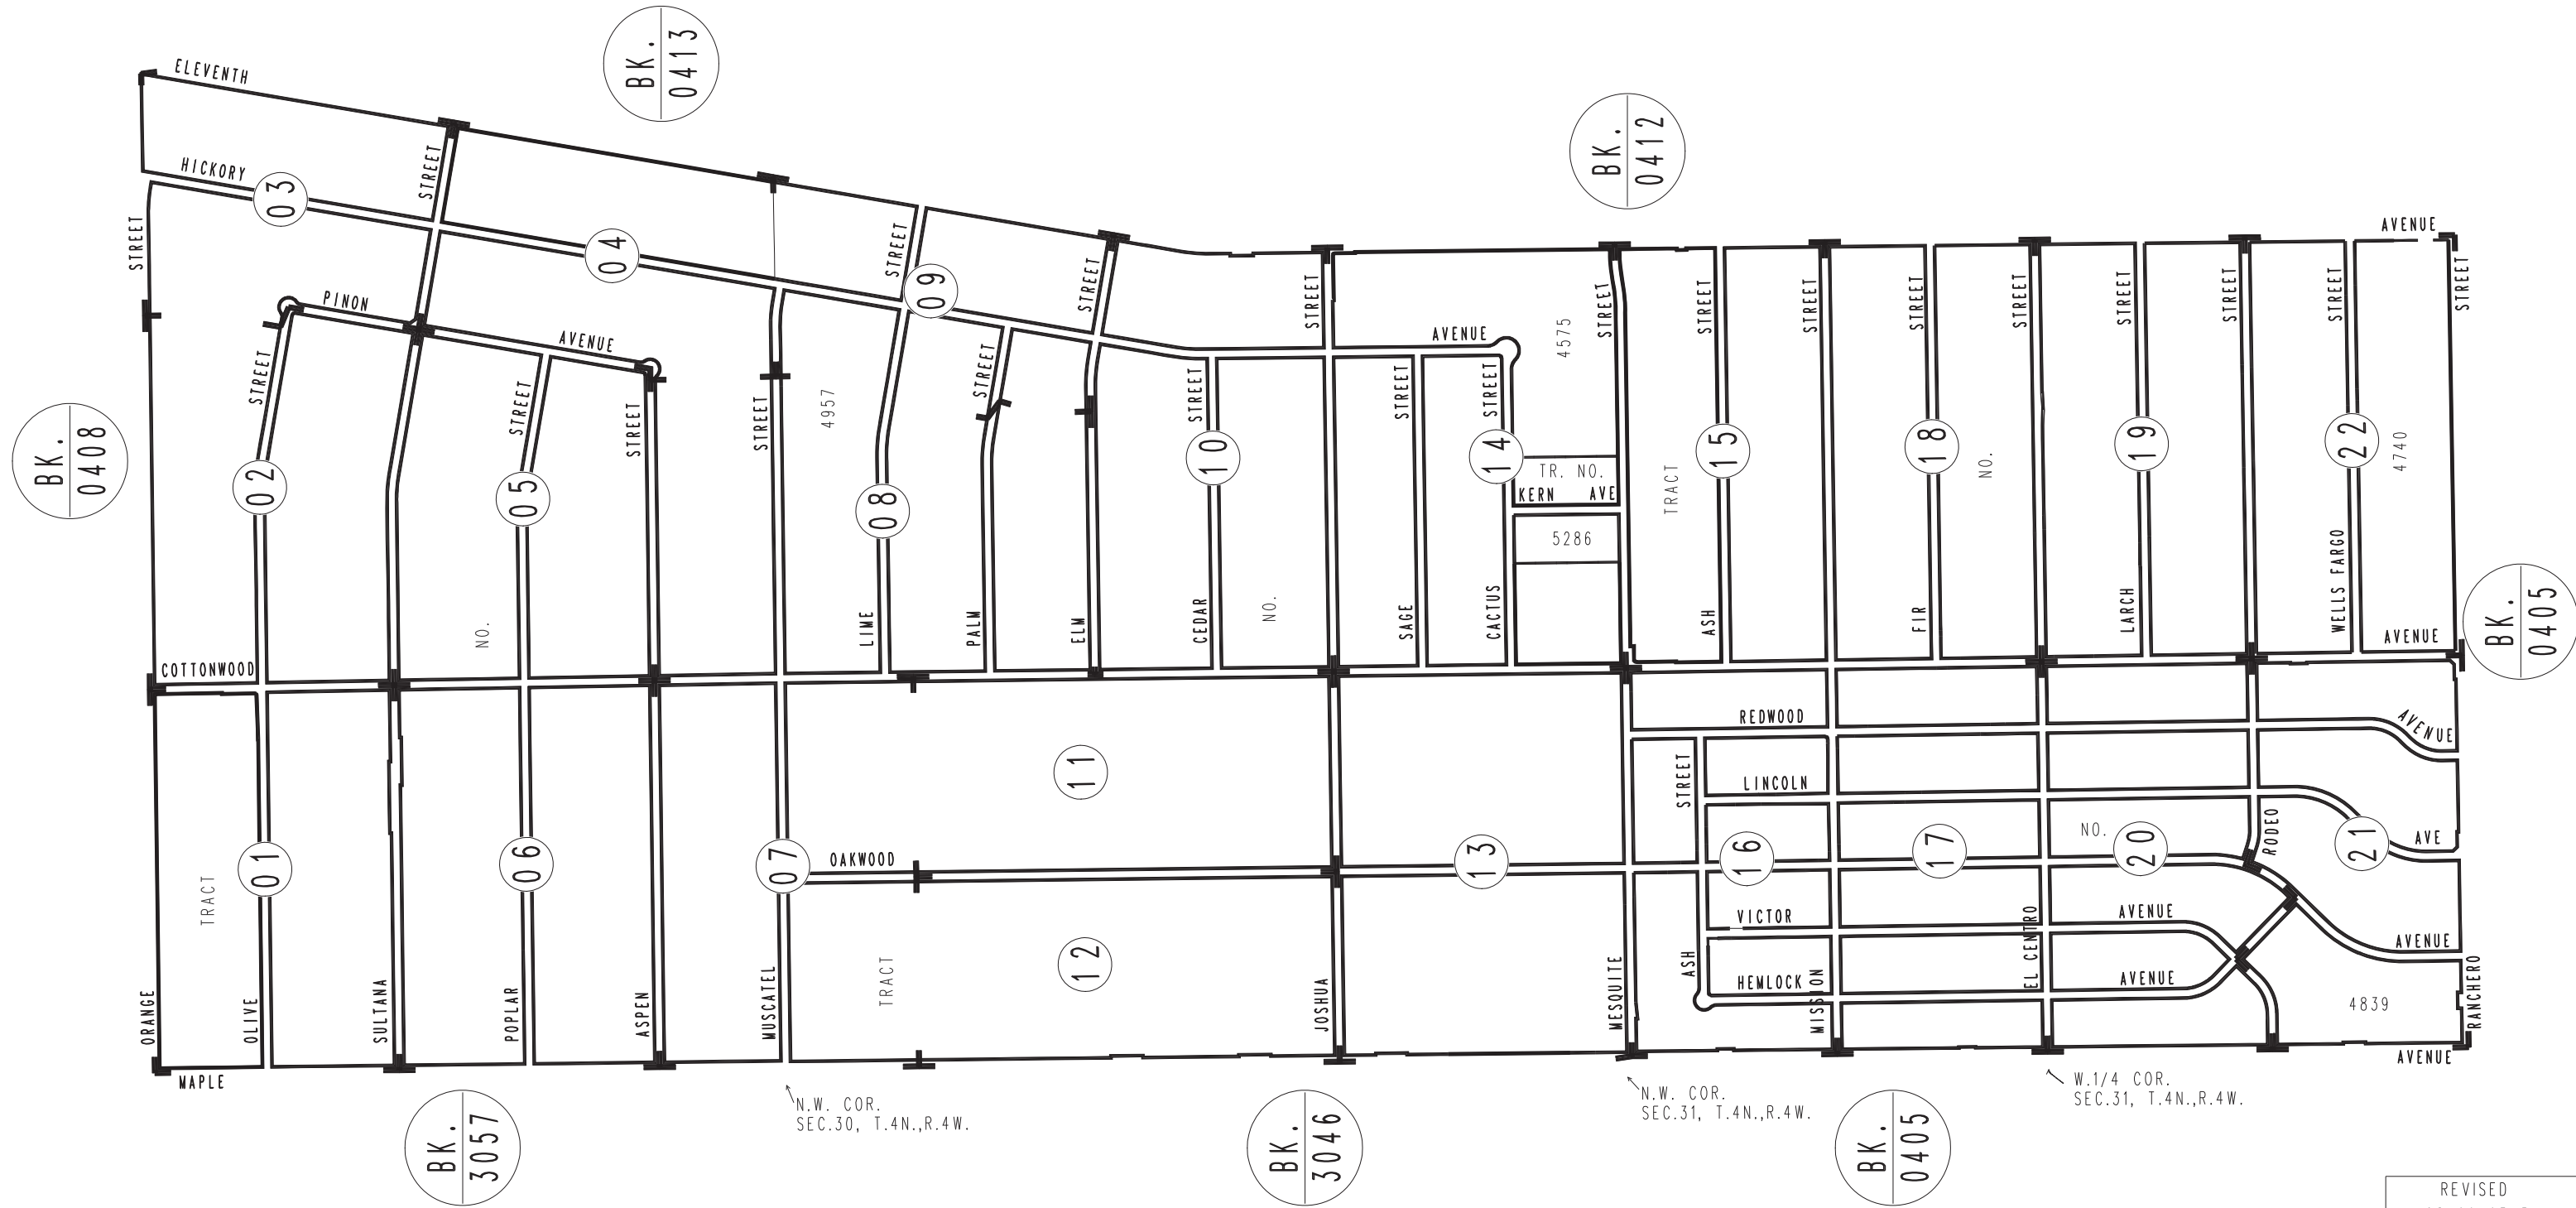 ELEVENTH
BK.
0413
BK.
0412
BK.
0408
BK.
0405
BK.
3057
BK.
3046
BK.
0405
HICKORY
03
STREET
STREET
04
STREET
09
STREET
STREET
AVENUE
4575
STREET
STREET
STREET
STREET
STREET
STREET
STREET
STREET
AVENUE
STREET
PINON
AVENUE
STREET
STREET
STREET
STREET
4957
STREET
STREET
STREET
STREET
02
05
08
10
14
15
18
19
22
TR. NO.
KERN AVE
5286
TRACT
NO.
4740
NO.
NO.
LIME
PALM
ELM
CEDAR
SAGE
CACTUS
ASH
FIR
LARCH
WELLS FARGO
AVENUE
COTTONWOOD
REDWOOD
AVENUE
STREET
LINCOLN
11
NO.
RODEO
AVE
TRACT
01
06
07
OAKWOOD
13
16
17
20
21
VICTOR
AVENUE
AVENUE
TRACT
12
ASH
HEMLOCK
AVENUE
4839
ORANGE
OLIVE
SULTANA
POPLAR
ASPEN
MUSCATEL
JOSHUA
MESQUITE
MISSION
EL CENTRO
RANCHERO
MAPLE
AVENUE
N.W. COR.
SEC.30, T.4N.,R.4W.
N.W. COR.
SEC.31, T.4N.,R.4W.
W.1/4 COR.
SEC.31, T.4N.,R.4W.
REVISED